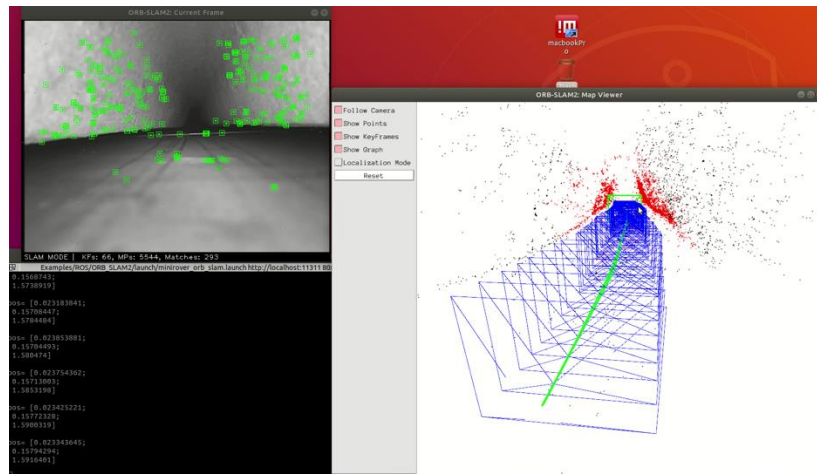 ORB-SLAM2: Current Frame
SLAM MODE | KFs: 66, MPs: 5544, Matches: 293
Examples/ROS/ORB_SLAM2/launch/minirover_orb_slam.launch http://localhost:11311 80
0.1568743;
1.5738919]
pos= [0.023183841;
0.15708447;
1.5784484]
pos= [0.023853881;
0.15704493;
1.580474]
pos= [0.023754362;
0.15713803;
1.5853198]
pos= [0.023425221;
0.15772328;
1.5900319]
pos= [0.023343645;
0.15794294;
1.5916401]
macbookPr
o
ORB-SLAM2: Map Viewer
Follow Camera
Show Points
Show KeyFrames
Show Graph
Localization Mode
Reset